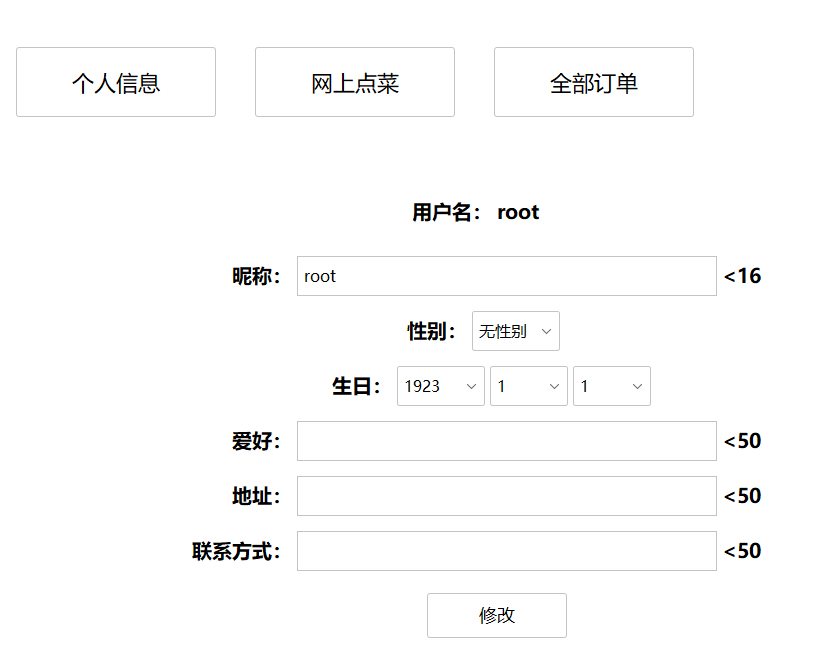 个人信息 网上点菜 全部订单
用户名： root
昵称： root <16
性别： 无性别
生日： 1923 1 1
爱好： <50
地址： <50
联系方式： <50
修改